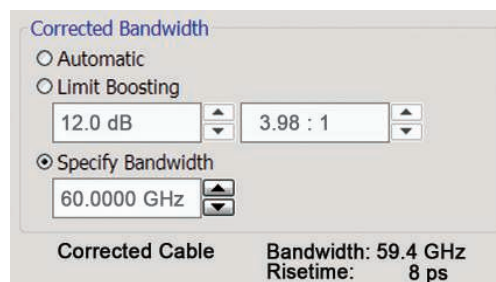 Corrected Bandwidth
Automatic
Limit Boosting
12.0 dB 3.98 : 1
Specify Bandwidth
60.0000 GHz
Corrected Cable Bandwidth: 59.4 GHz
Risetime: 8 ps